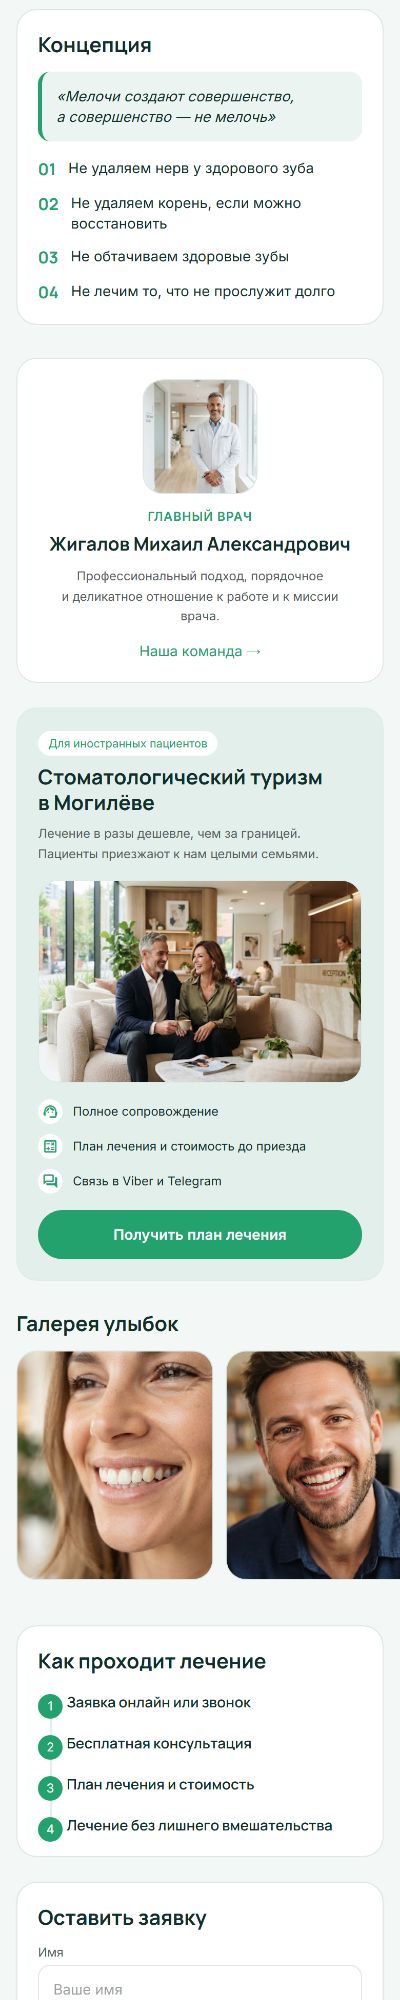 Концепция
«Мелочи создают совершенство,
а совершенство — не мелочь»
01 Не удаляем нерв у здорового зуба
02 Не удаляем корень, если можно
восстановить
03 Не обтачиваем здоровые зубы
04 Не лечим то, что не прослужит долго
ГЛАВНЫЙ ВРАЧ
Жигалов Михаил Александрович
Профессиональный подход, порядочное
и деликатное отношение к работе и к миссии
врача.
Наша команда →
Для иностранных пациентов
Стоматологический туризм
в Могилёве
Лечение в разы дешевле, чем за границей.
Пациенты приезжают к нам целыми семьями.
RECEPTION
Полное сопровождение
План лечения и стоимость до приезда
Связь в Viber и Telegram
Получить план лечения
Галерея улыбок
Как проходит лечение
1 Заявка онлайн или звонок
2 Бесплатная консультация
3 План лечения и стоимость
4 Лечение без лишнего вмешательства
Оставить заявку
Имя
Ваше имя